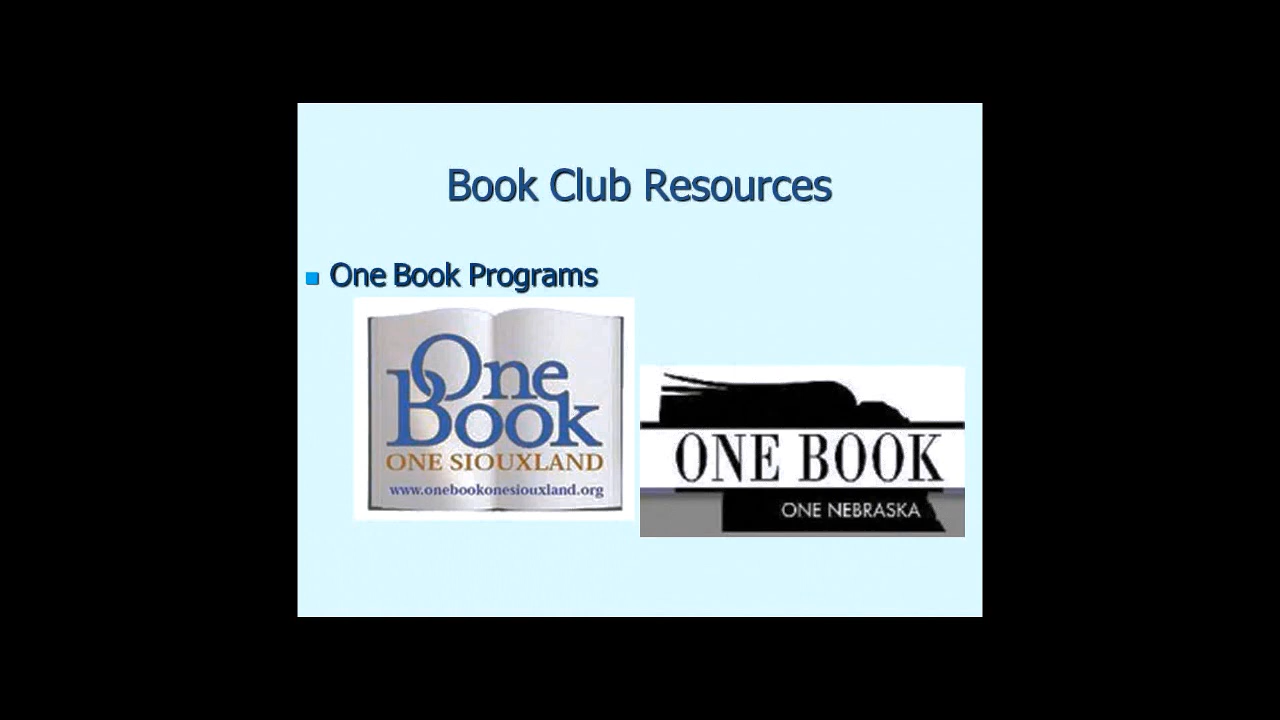 Book Club Resources
One Book Programs
One
Book
ONE SIOUXLAND
www.onebookonesiouxland.org
ONE BOOK
ONE NEBRASKA